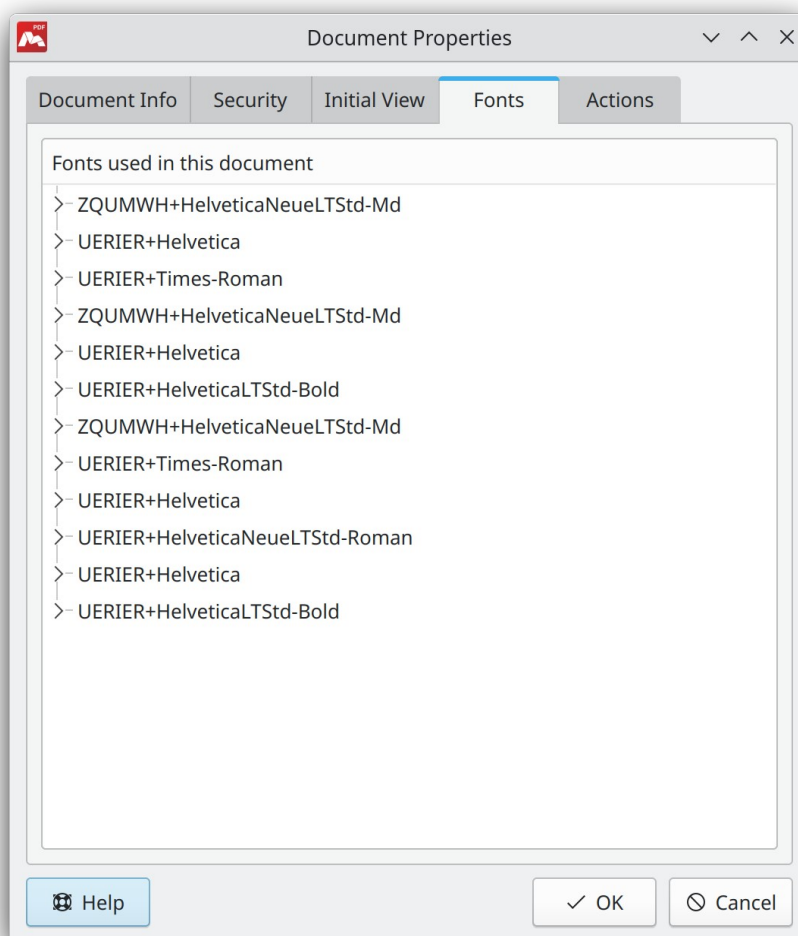 PDF
Document Properties
Document Info Security Initial View Fonts Actions
Fonts used in this document
ZQUMWH+HelveticaNeueLTStd-Md
UERIER+Helvetica
UERIER+Times-Roman
ZQUMWH+HelveticaNeueLTStd-Md
UERIER+Helvetica
UERIER+HelveticaLTStd-Bold
ZQUMWH+HelveticaNeueLTStd-Md
UERIER+Times-Roman
UERIER+Helvetica
UERIER+HelveticaNeueLTStd-Roman
UERIER+Helvetica
UERIER+HelveticaLTStd-Bold
Help OK Cancel